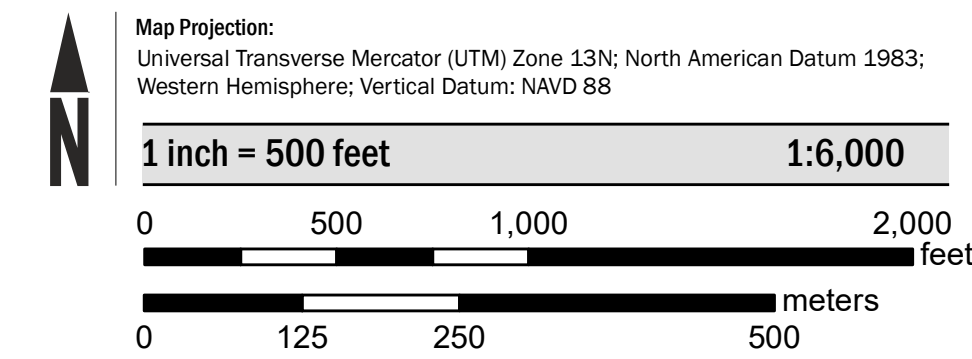 N
Map Projection:
Universal Transverse Mercator (UTM) Zone 13N; North American Datum 1983;
Western Hemisphere; Vertical Datum: NAVD 88
1 inch = 500 feet 1:6,000
0 500 1,000 2,000
feet
meters
0 125 250 500